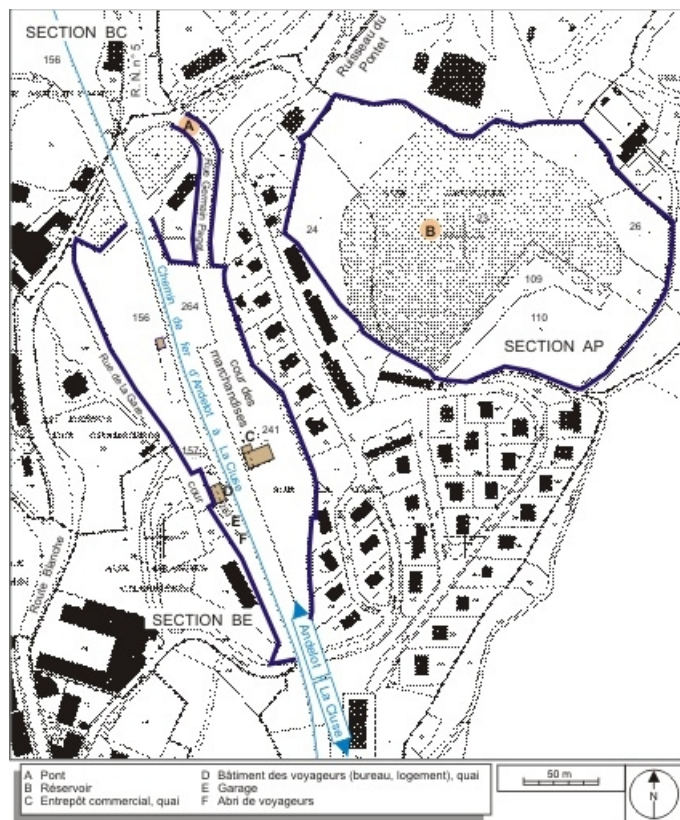 SECTION BC
156
R.N.n°5
Ruisseau du
Pontet
A
24
B
26
109
110
SECTION AP
156
264
Chemin de fer d'Andelot à La Cluse
cour des
marchandises
Rue de la Gare
C
241
157
D
E
F
Route Blanche
SECTION BE
Andelot
La Cluse
A Pont
B Réservoir
C Entrepôt commercial, quai
D Bâtiment des voyageurs (bureau, logement), quai
E Garage
F Abri de voyageurs
50 m
N